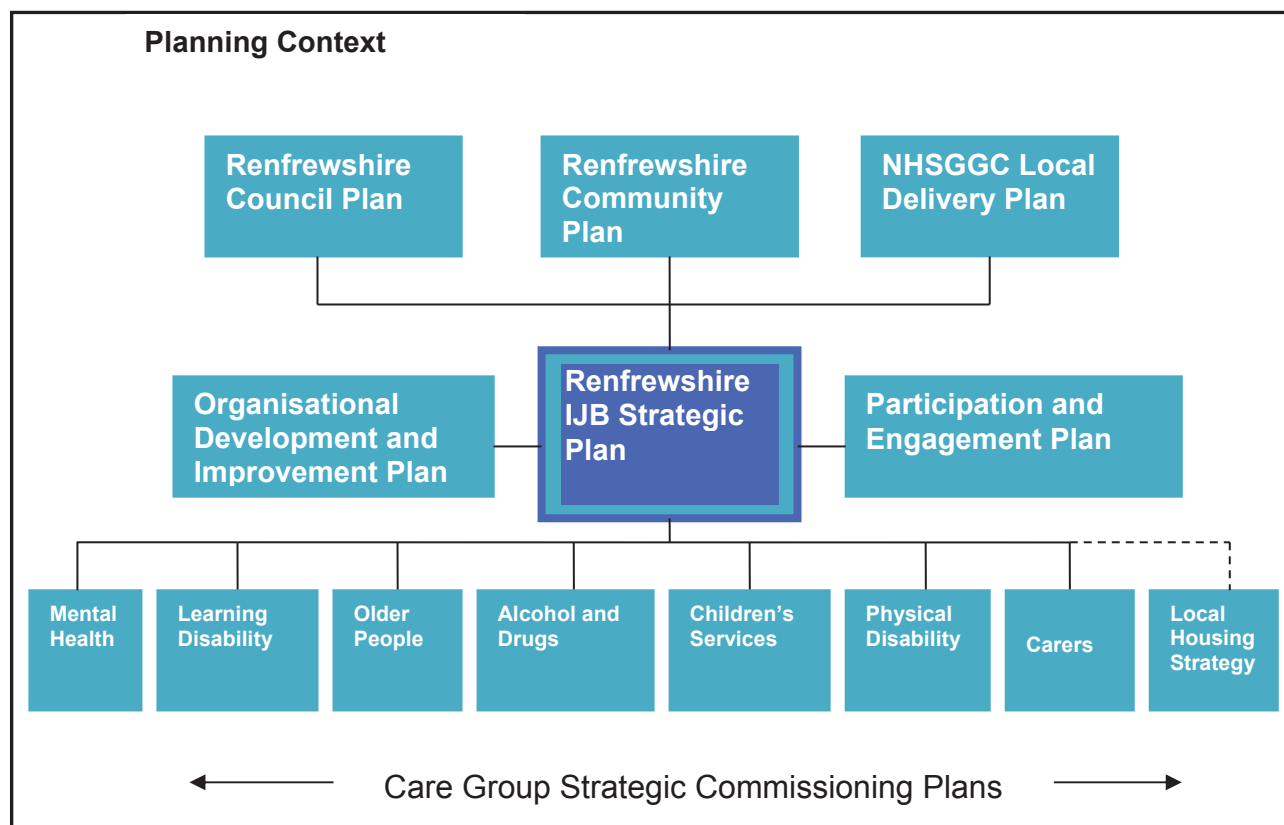 Planning Context
Renfrewshire
Council Plan
Renfrewshire
Community
Plan
NHSGGC Local
Delivery Plan
Organisational
Development and
Improvement Plan
Renfrewshire
IJB Strategic
Plan
Participation and
Engagement Plan
Mental
Health
Learning
Disability
Older
People
Alcohol and
Drugs
Children’s
Services
Physical
Disability
Carers
Local
Housing
Strategy
Care Group Strategic Commissioning Plans